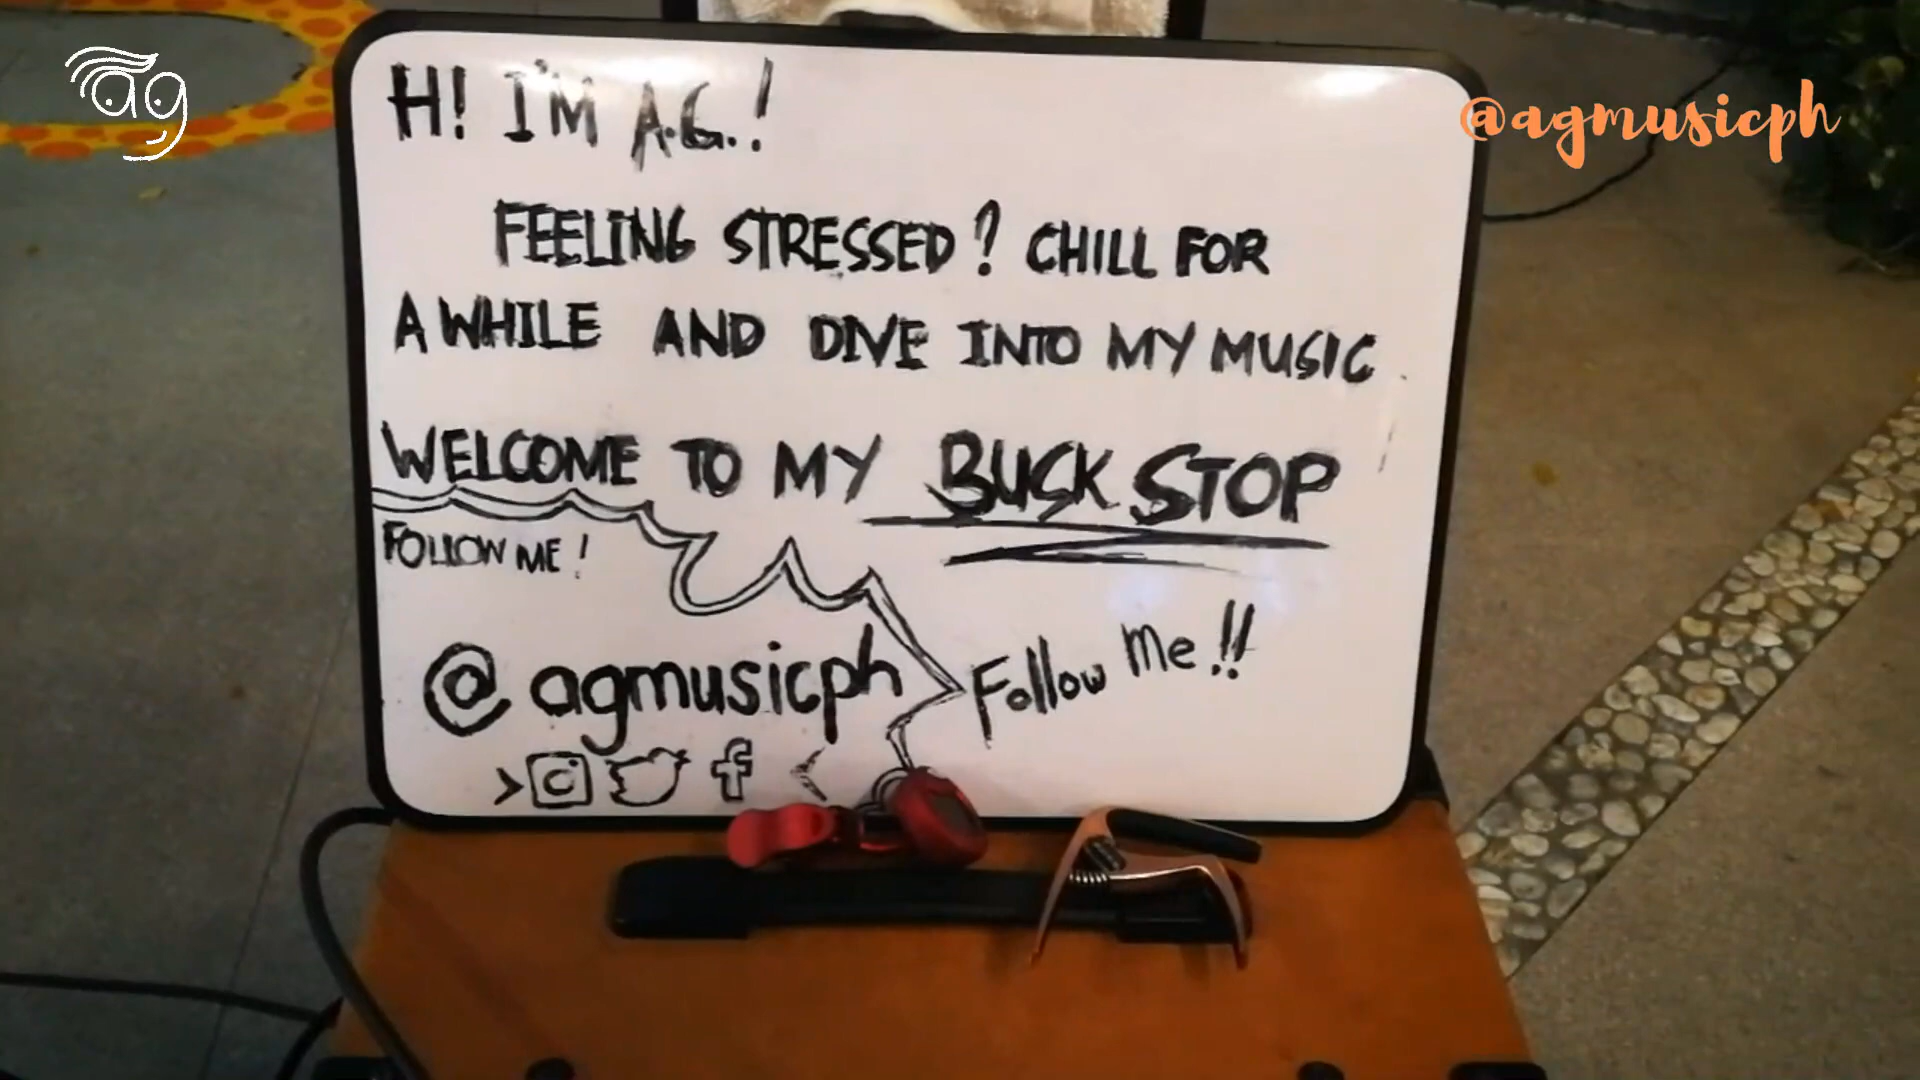 ag
@agmusicph
H! I'M A.G.!
FEELING STRESSED? CHILL FOR
A WHILE AND DIVE INTO MY MUSIC
WELCOME TO MY BUSK STOP
FOLLOW ME!
@agmusicph
Follow Me!!